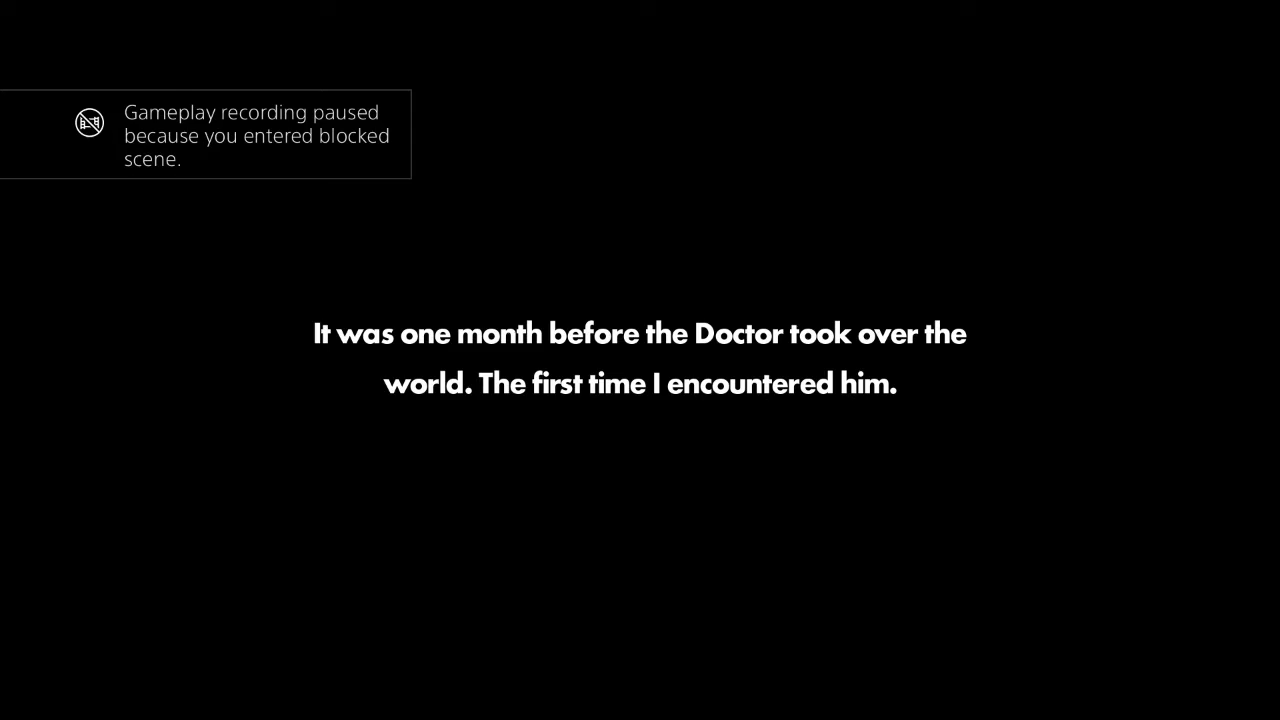 Gameplay recording paused
because you entered blocked
scene.
It was one month before the Doctor took over the
world. The first time I encountered him.